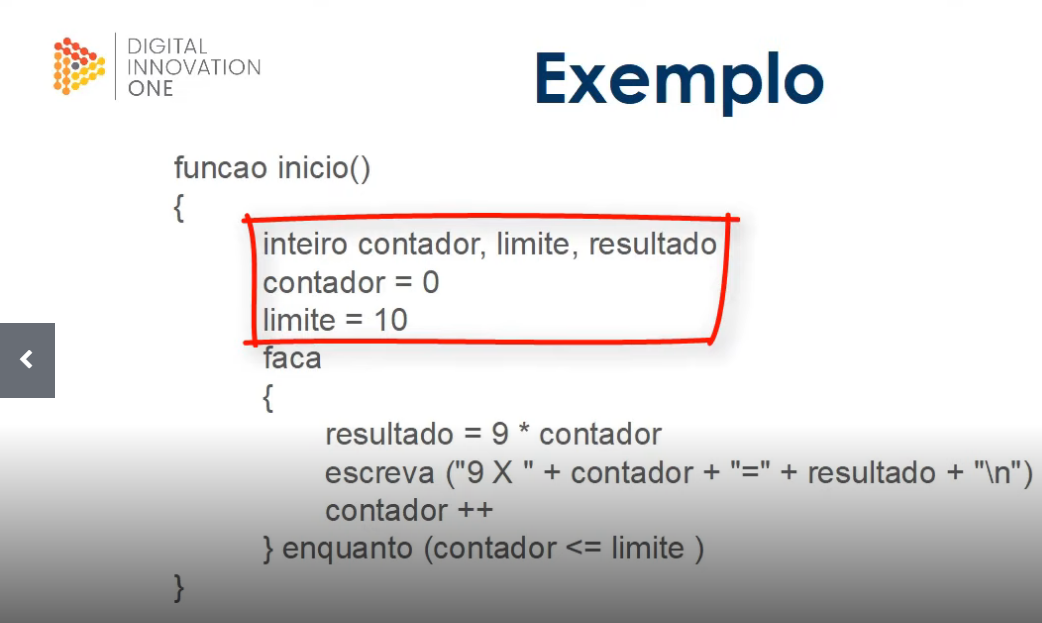 DIGITAL
INNOVATION
ONE
Exemplo
funcao inicio()
{
inteiro contador, limite, resultado
contador = 0
limite = 10
faca
{
resultado = 9 * contador
escreva ("9 X " + contador + "=" + resultado + "\n")
contador ++
} enquanto (contador <= limite )
}